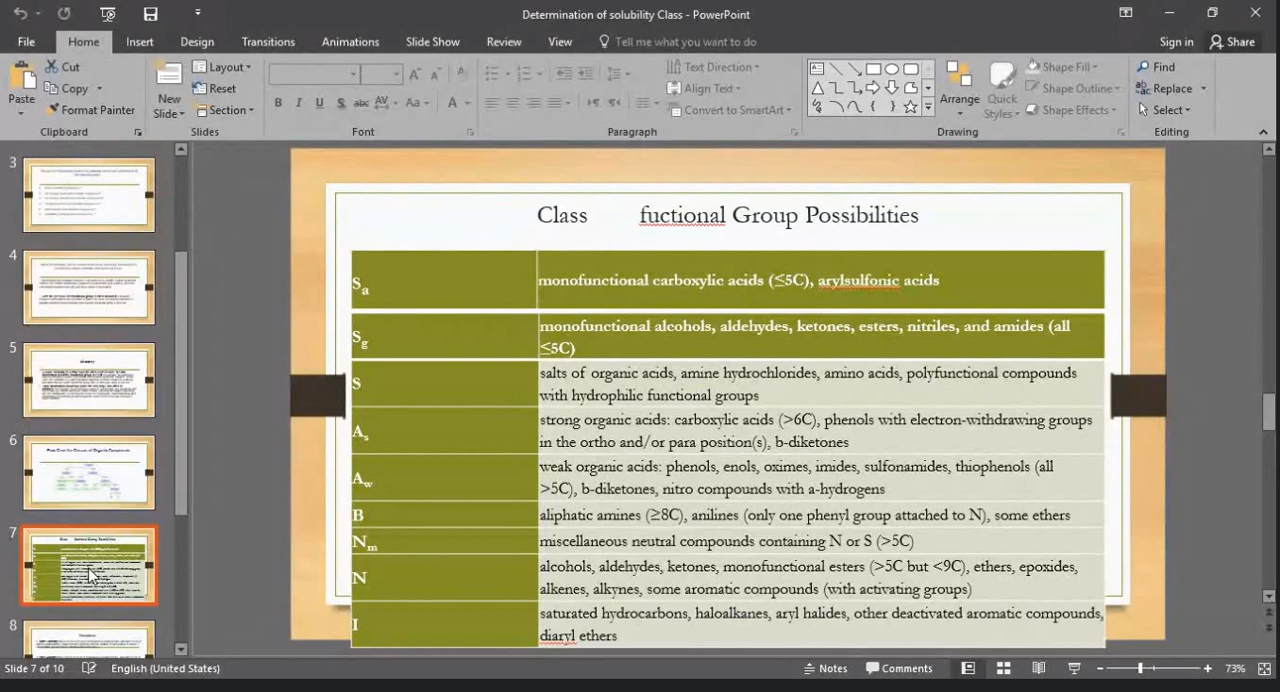 Determination of solubility Class - PowerPoint
File Home Insert Design Transitions Animations Slide Show Review View Tell me what you want to do Sign in Share
Paste
Cut
Copy
Format Painter
Clipboard
New
Slide
Layout
Reset
Section
Slides
B I U S abc AV Aa A
Font
Text Direction
Align Text
Convert to SmartArt
Paragraph
Arrange
Quick
Styles
Shape Fill
Shape Outline
Shape Effects
Drawing
Find
Replace
Select
Editing
3
4
5
6
7
8
Class fuctional Group Possibilities
Sa monofunctional carboxylic acids (≤5C), arylsulfonic acids
Sg monofunctional alcohols, aldehydes, ketones, esters, nitriles, and amides (all
≤5C)
S salts of organic acids, amine hydrochlorides, amino acids, polyfunctional compounds
with hydrophilic functional groups
As strong organic acids: carboxylic acids (>6C), phenols with electron-withdrawing groups
in the ortho and/or para position(s), b-diketones
Aw weak organic acids: phenols, enols, oximes, imides, sulfonamides, thiophenols (all
>5C), b-diketones, nitro compounds with a-hydrogens
B aliphatic amines (≥8C), anilines (only one phenyl group attached to N), some ethers
Nm miscellaneous neutral compounds containing N or S (>5C)
N alcohols, aldehydes, ketones, monofunctional esters (>5C but <9C), ethers, epoxides,
alkenes, alkynes, some aromatic compounds (with activating groups)
I saturated hydrocarbons, haloalkanes, aryl halides, other deactivated aromatic compounds,
diaryl ethers
Slide 7 of 10 English (United States) Notes Comments 73%